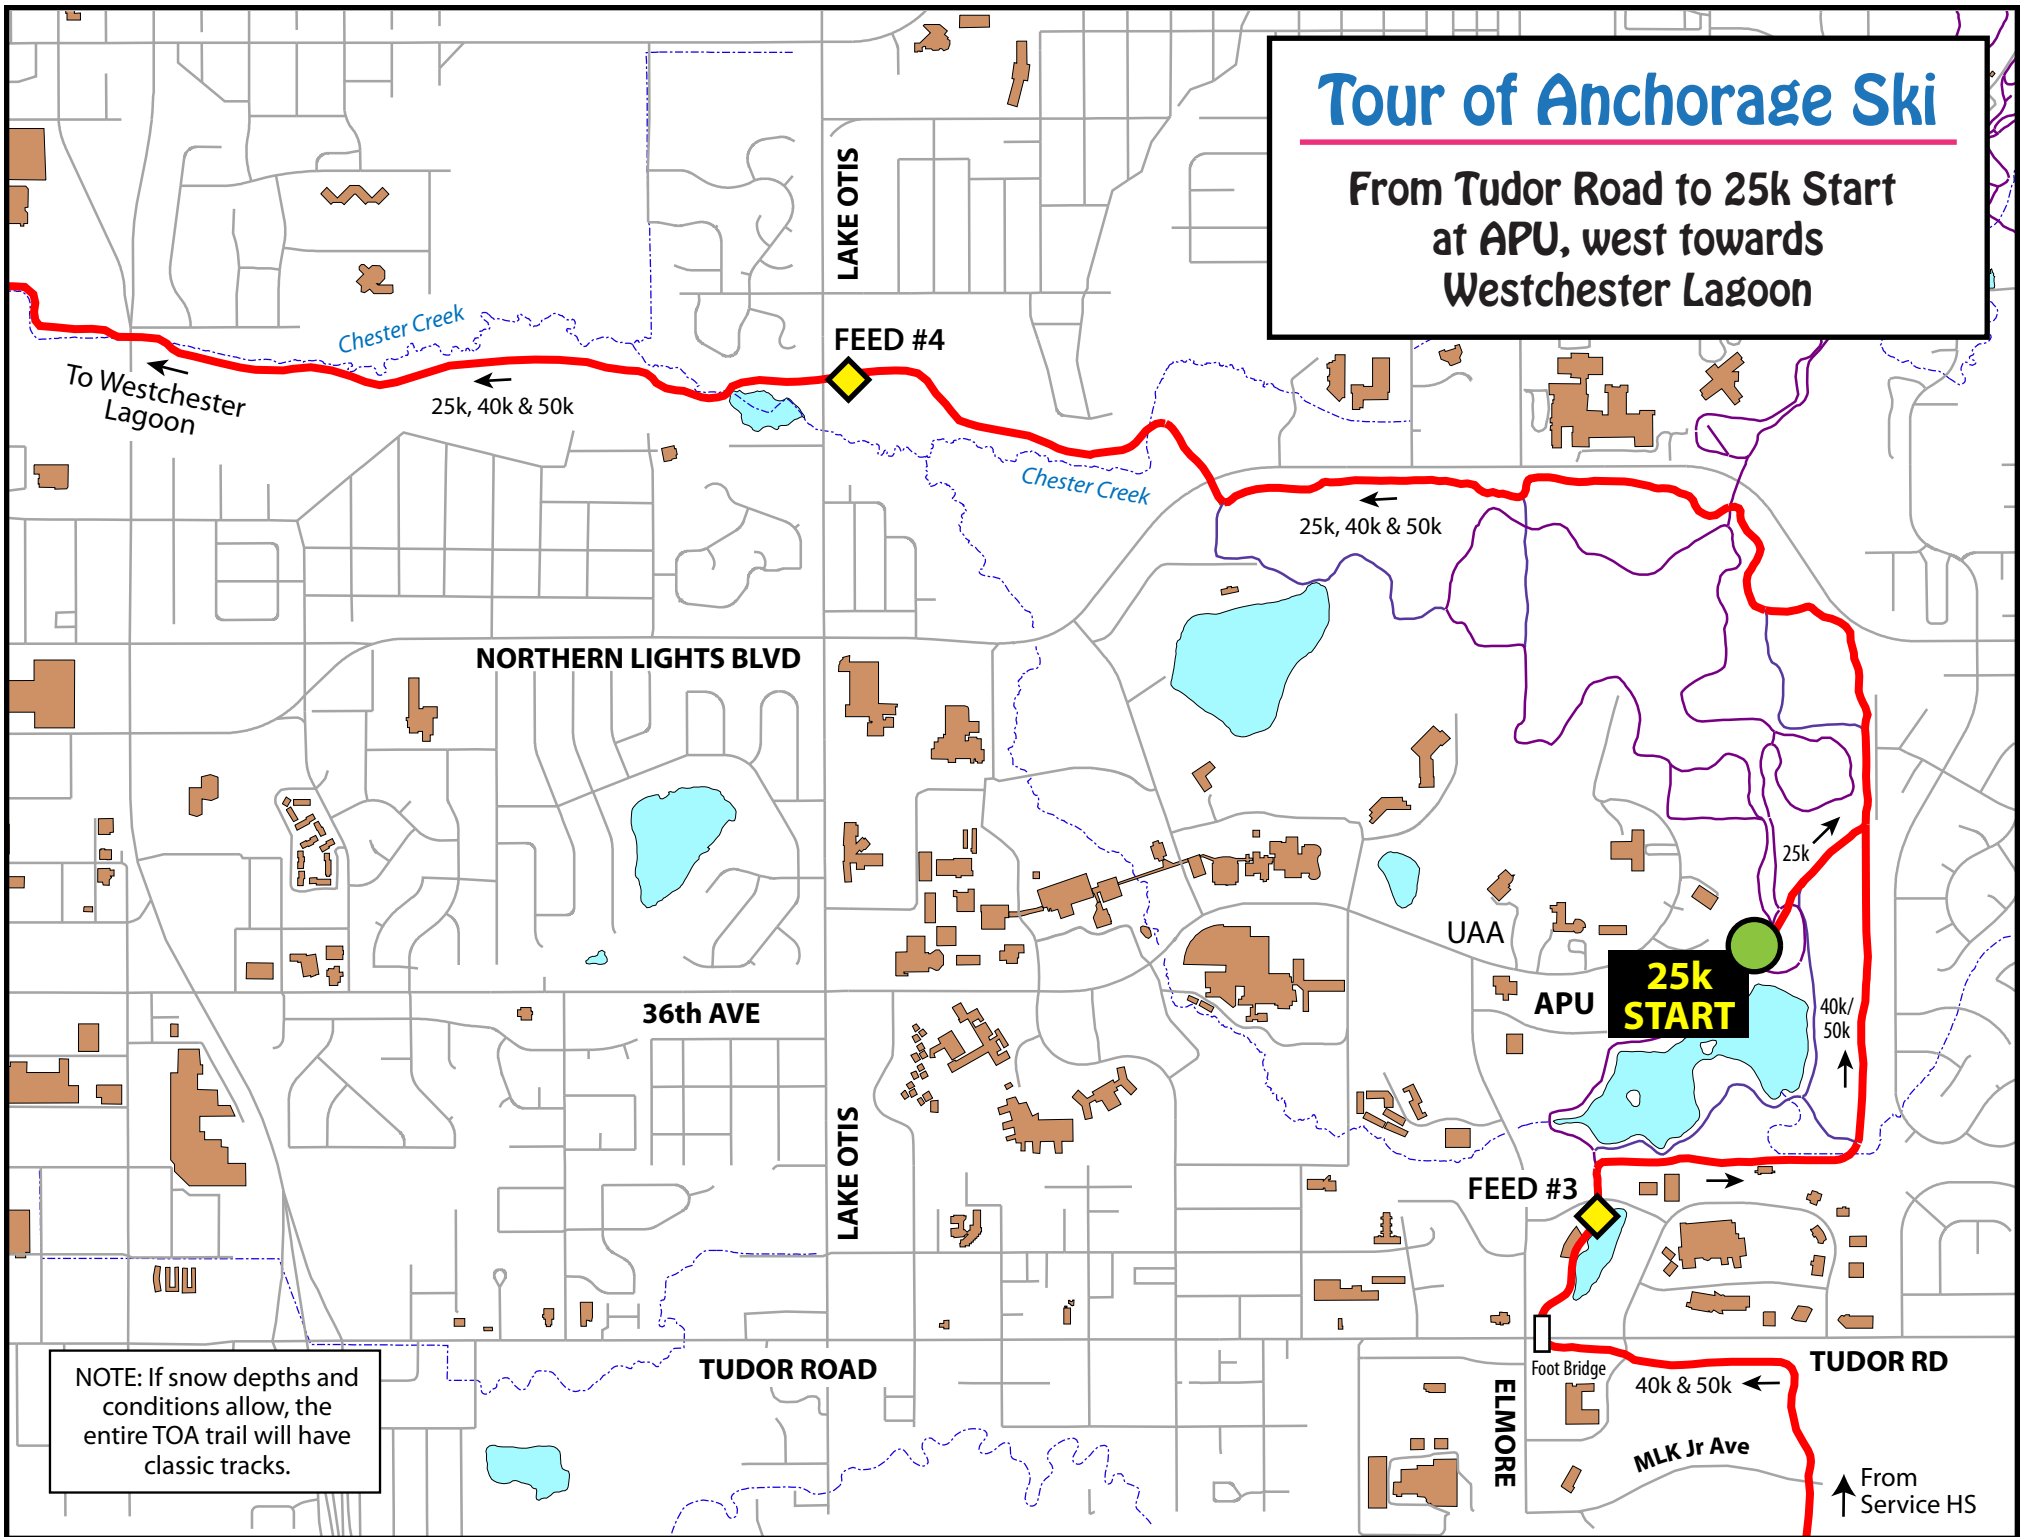 Tour of Anchorage Ski
From Tudor Road to 25k Start
at APU, west towards
Westchester Lagoon
LAKE OTIS
FEED #4
Chester Creek
To Westchester
Lagoon
25k, 40k & 50k
Chester Creek
25k, 40k & 50k
NORTHERN LIGHTS BLVD
25k
UAA
25k
START
APU
36th AVE
40k/
50k
LAKE OTIS
FEED #3
TUDOR ROAD
Foot Bridge
TUDOR RD
40k & 50k
ELMORE
MLK Jr Ave
From
Service HS
NOTE: If snow depths and
conditions allow, the
entire TOA trail will have
classic tracks.